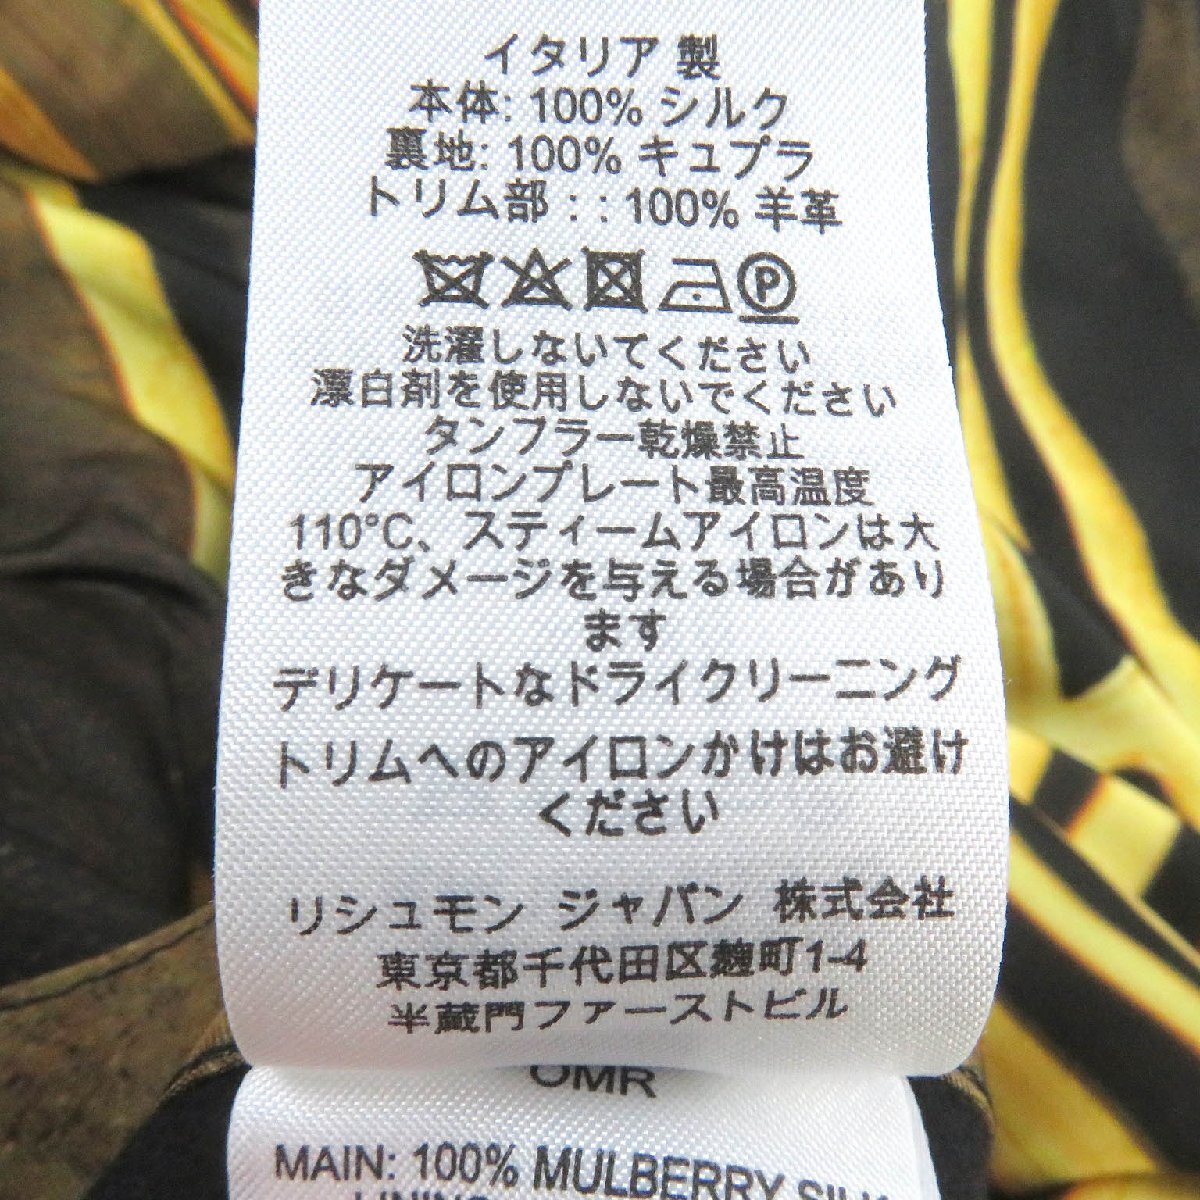 イタリア 製
本体: 100% シルク
裏地: 100% キュプラ
トリム部 : : 100% 羊革
P
洗濯しないてください
漂白剤を使用しないでください
タンブラー乾燥禁止
アイロンプレート最高温度
110°C、スティームアイロンは大
きなダメージを与える場合があり
ます
デリケートなドライクリーニング
トリムへのアイロンかけはお避け
ください
リシュモン ジャパン 株式会社
東京都千代田区麹町1-4
半蔵門ファーストビル
OMR
MAIN: 100% MULBERRY SILK